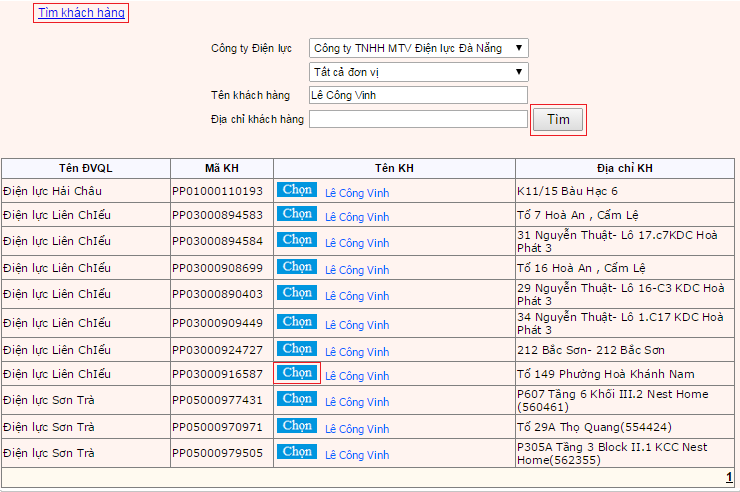 Tìm khách hàng
Công ty Điện lực Công ty TNHH MTV Điện lực Đà Nẵng
Tất cả đơn vị
Tên khách hàng Lê Công Vinh
Địa chỉ khách hàng Tìm
Tên ĐVQL Mã KH Tên KH Địa chỉ KH
Điện lực Hải Châu PP01000110193 Chọn Lê Công Vinh K11/15 Bàu Hạc 6
Điện lực Liên ChIểu PP03000894583 Chọn Lê Công Vinh Tổ 7 Hoà An , Cẩm Lệ
Điện lực Liên ChIểu PP03000894584 Chọn Lê Công Vinh 31 Nguyễn Thuật- Lô 17.c7KDC Hoà
Phát 3
Điện lực Liên ChIểu PP03000908699 Chọn Lê Công Vinh Tổ 16 Hoà An , Cẩm Lệ
Điện lực Liên ChIểu PP03000890403 Chọn Lê Công Vinh 29 Nguyễn Thuật- Lô 16-C3 KDC Hoà
Phát 3
Điện lực Liên ChIểu PP03000909449 Chọn Lê Công Vinh 34 Nguyễn Thuật- Lô 1.C17 KDC Hoà
Phát 3
Điện lực Liên ChIểu PP03000924727 Chọn Lê Công Vinh 212 Bắc Sơn- 212 Bắc Sơn
Điện lực Liên ChIểu PP03000916587 Chọn Lê Công Vinh Tổ 149 Phường Hoà Khánh Nam
Điện lực Sơn Trà PP05000977431 Chọn Lê Công Vinh P607 Tầng 6 Khối III.2 Nest Home
(560461)
Điện lực Sơn Trà PP05000970971 Chọn Lê Công Vinh Tổ 29A Thọ Quang(554424)
Điện lực Sơn Trà PP05000979505 Chọn Lê Công Vinh P305A Tầng 3 Block II.1 KCC Nest
Home(562355)
1